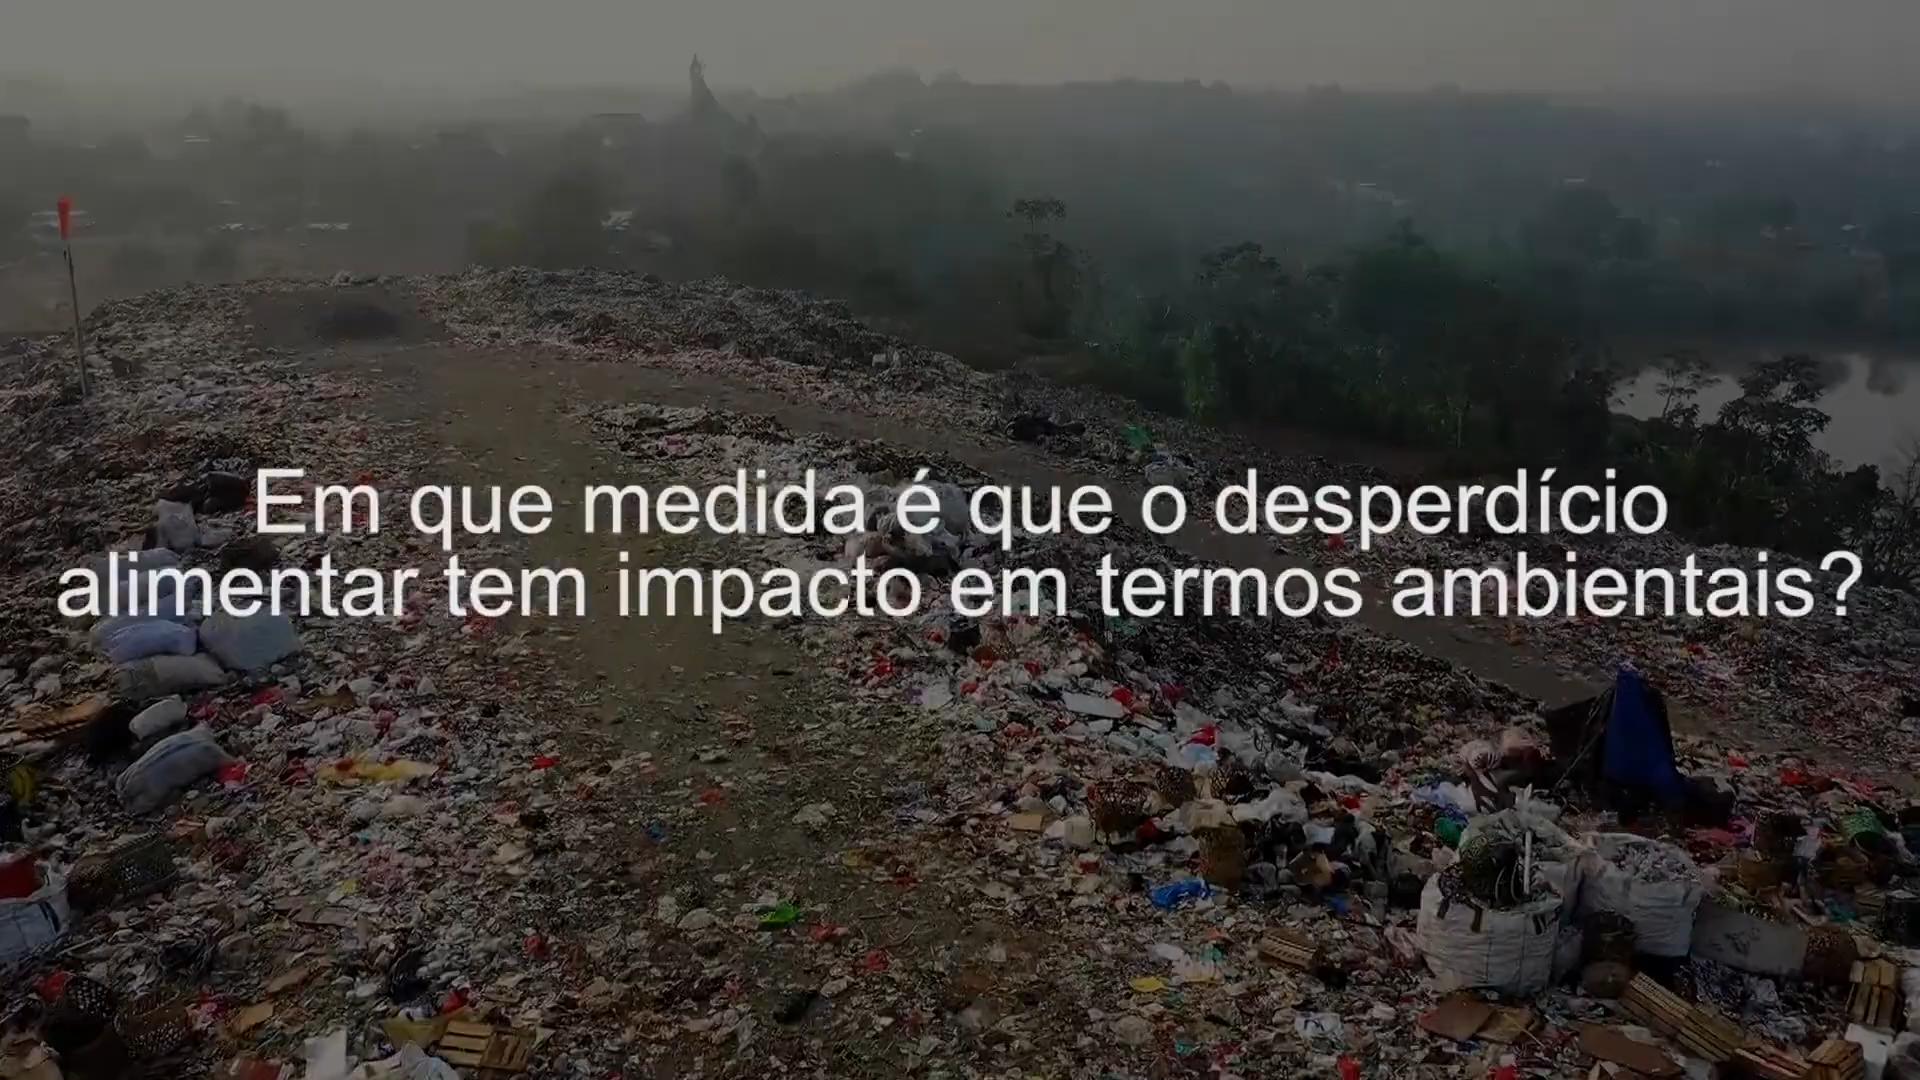 Em que medida é que o desperdício
alimentar tem impacto em termos ambientais?